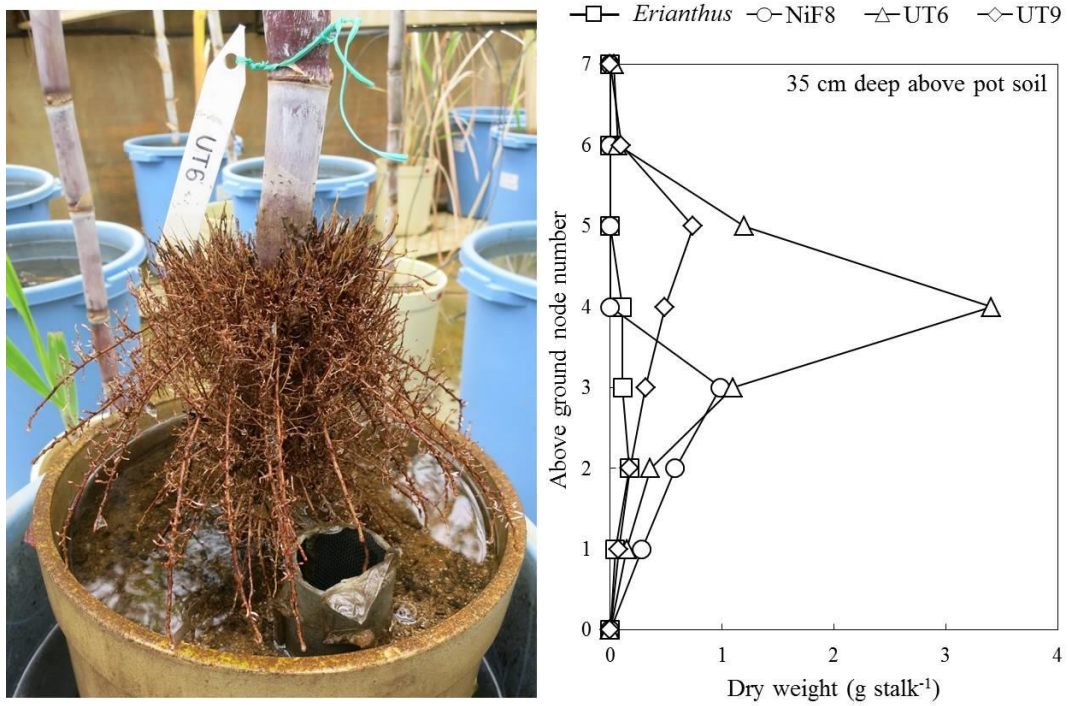 UT6
Erianthus NiF8 UT6 UT9
35 cm deep above pot soil
Above ground node number
7
6
5
4
3
2
1
0
0 1 2 3 4
Dry weight (g stalk⁻¹)